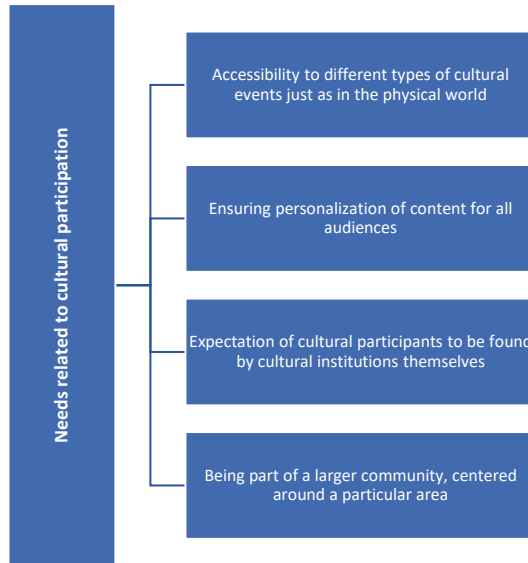 Needs related to cultural participation
Accessibility to different types of cultural
events just as in the physical world
Ensuring personalization of content for all
audiences
Expectation of cultural participants to be found
by cultural institutions themselves
Being part of a larger community, centered
around a particular area